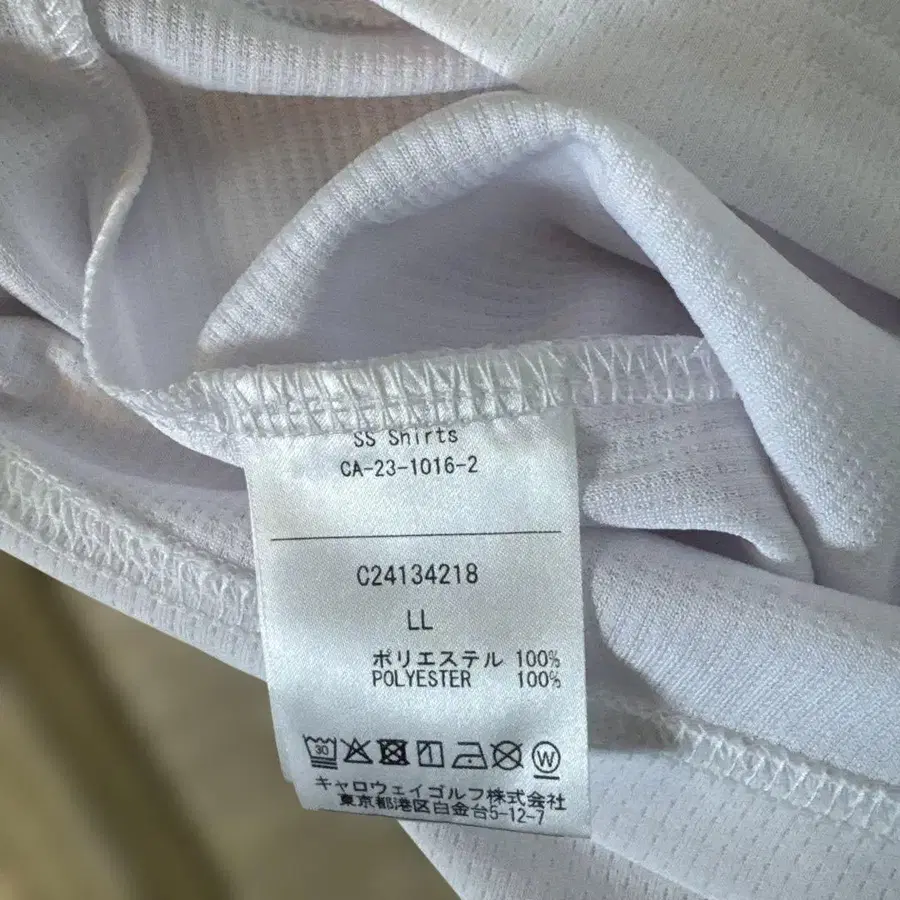 SS Shirts
CA-23-1016-2
C24134218
LL
ポリエステル 100%
POLYESTER 100%
30 W
キャロウェイゴルフ株式会社
東京都港区白金台5-12-7